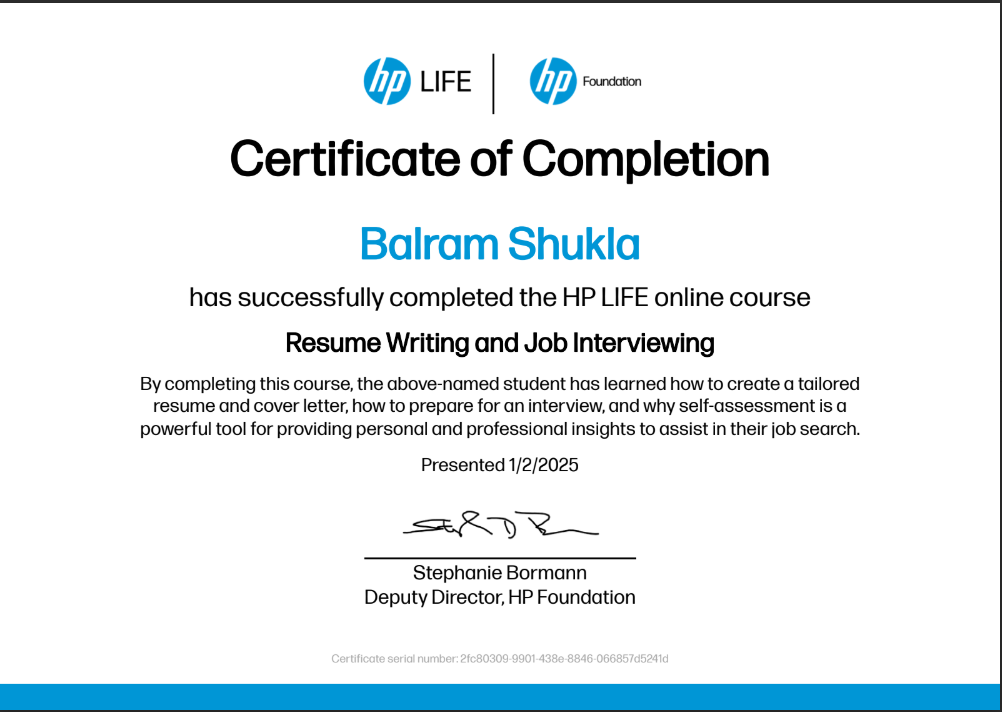 hp LIFE | hp Foundation
Certificate of Completion
Balram Shukla
has successfully completed the HP LIFE online course
Resume Writing and Job Interviewing
By completing this course, the above-named student has learned how to create a tailored
resume and cover letter, how to prepare for an interview, and why self-assessment is a
powerful tool for providing personal and professional insights to assist in their job search.
Presented 1/2/2025
Stephanie Bormann
Deputy Director, HP Foundation
Certificate serial number: 2fc80309-9901-438e-8846-066857d5241d